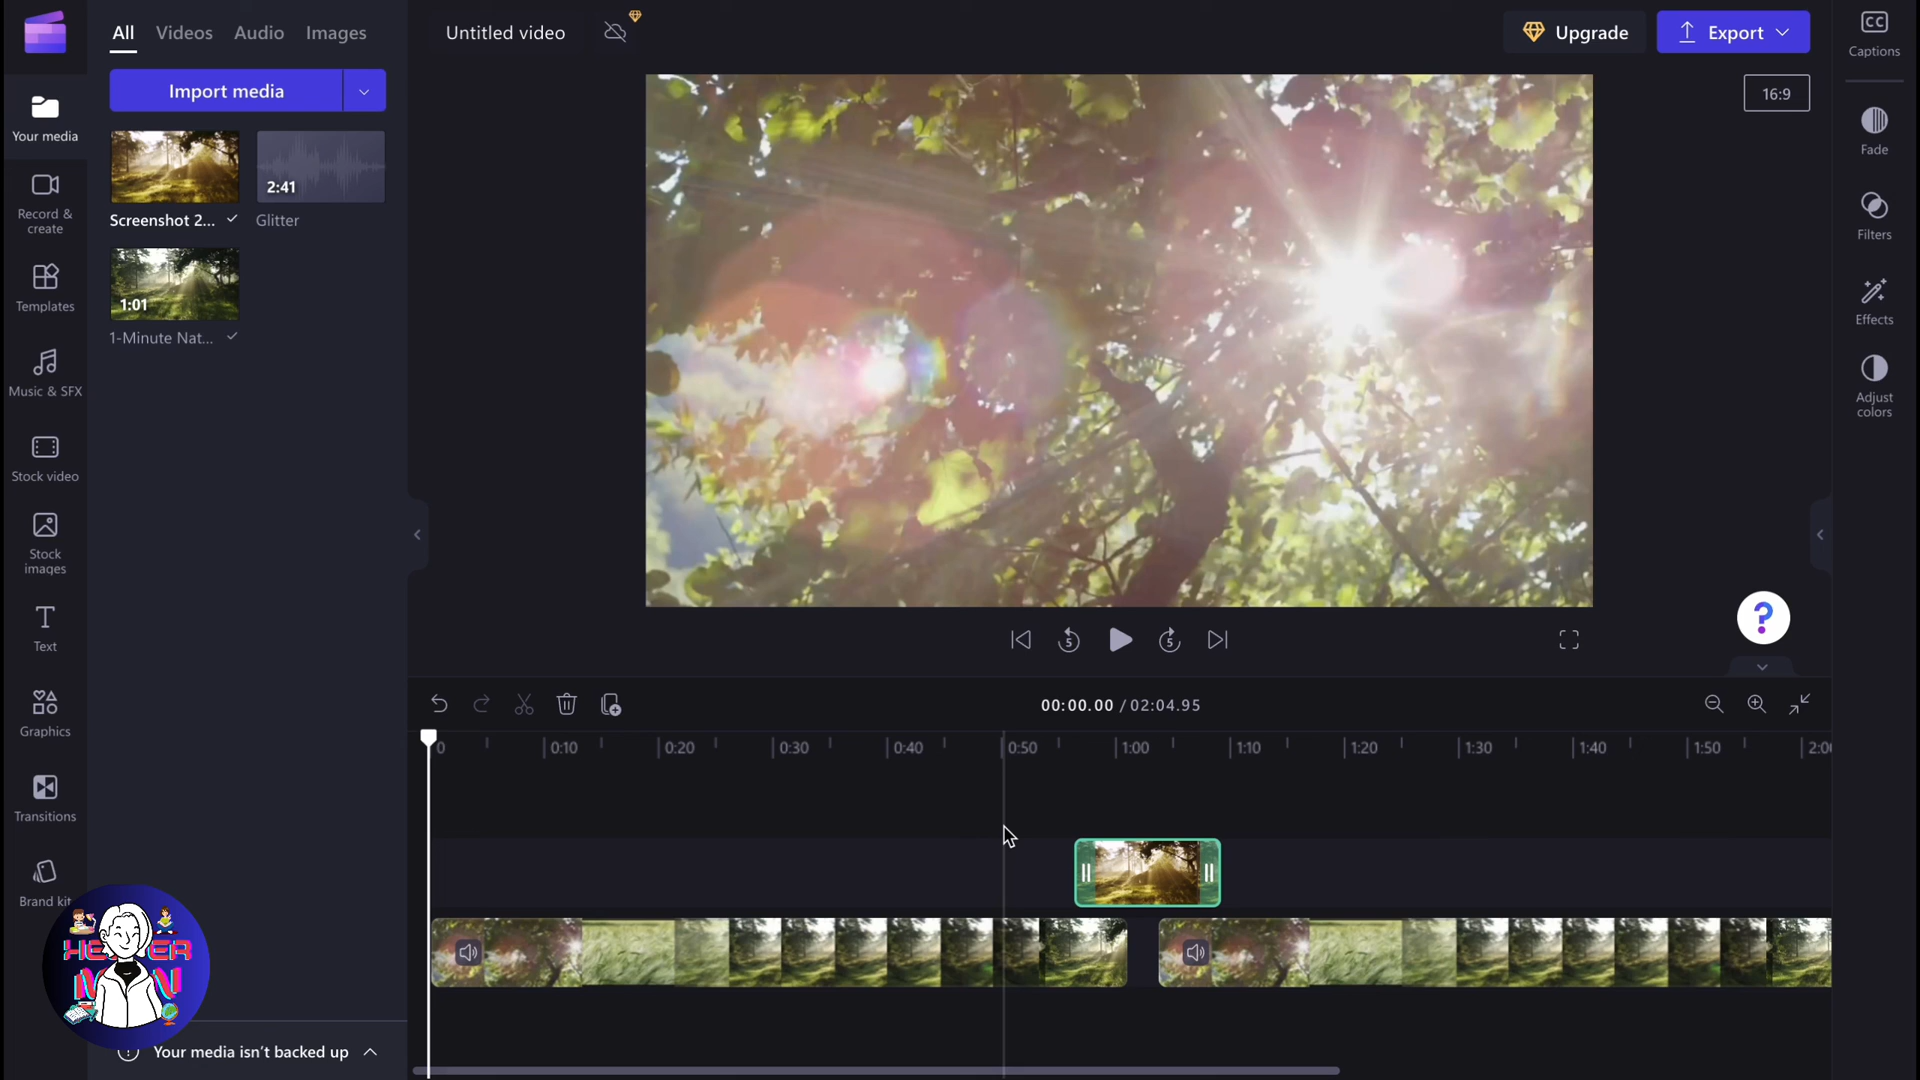 All Videos Audio Images
Untitled video
Upgrade
Export
Captions
Import media
16:9
Your media
2:41
Screenshot 2...
Glitter
Fade
Record &
create
Filters
1:01
1-Minute Nat...
Templates
Effects
Music & SFX
Adjust
colors
Stock video
Stock
images
Text
5
5
?
Graphics
00:00.00 / 02:04.95
0 0:10 0:20 0:30 0:40 0:50 1:00 1:10 1:20 1:30 1:40 1:50
Transitions
Brand kit
Your media isn't backed up